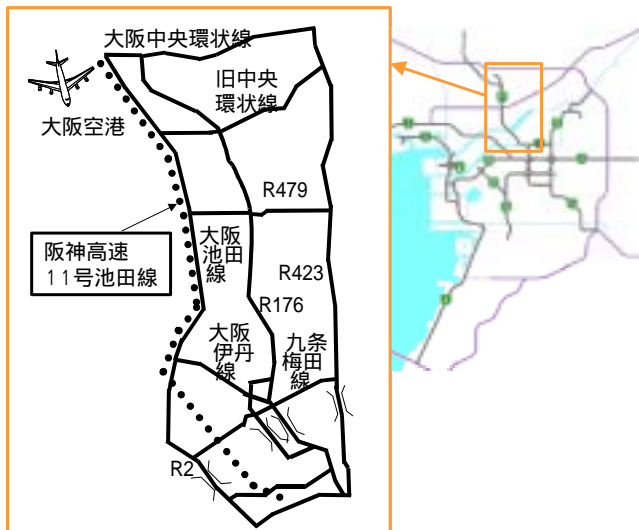 大阪中央環状線
旧中央
環状線
大阪空港
R479
阪神高速
11号池田線
大阪
池田
線
R423
R176
大阪
伊丹
線
九条
梅田
線
R2